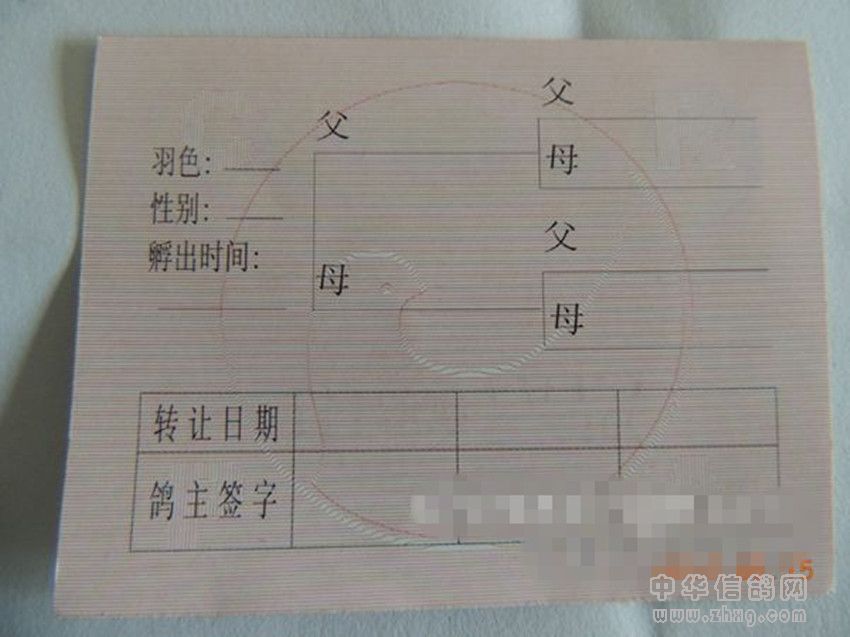 父
父
羽色:
母
性别:
父
孵出时间:
母
母
转让日期
鸽主签字
15
中华信鸽网
www.zhxg.com